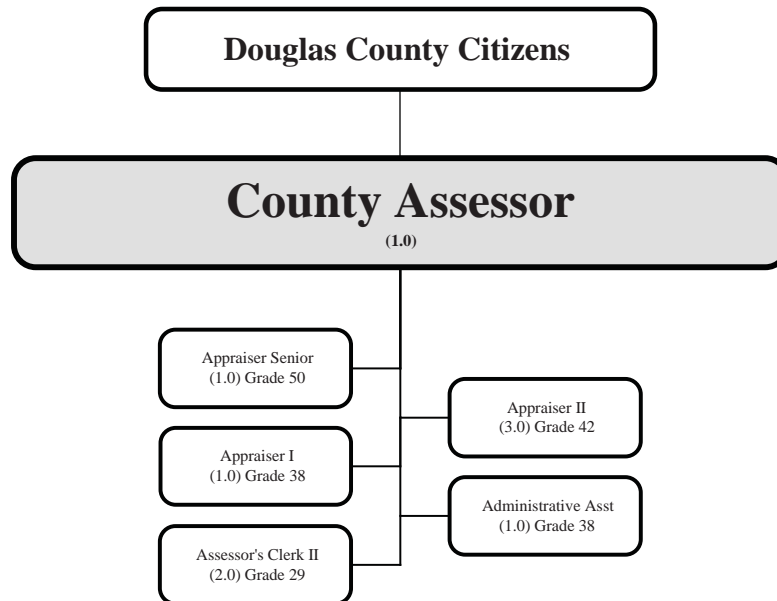 Douglas County Citizens
County Assessor
(1.0)
Appraiser Senior
(1.0) Grade 50
Appraiser II
(3.0) Grade 42
Appraiser I
(1.0) Grade 38
Administrative Asst
(1.0) Grade 38
Assessor's Clerk II
(2.0) Grade 29